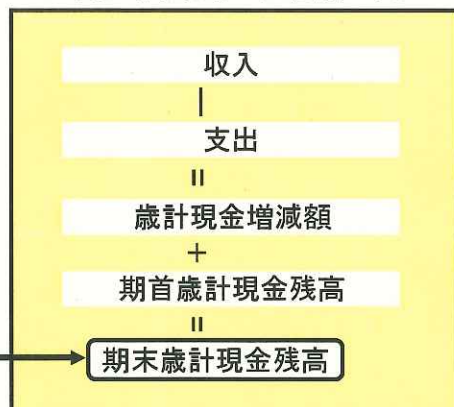 収入
｜
支出
॥
歳計現金増減額
＋
期首歳計現金残高
॥
期末歳計現金残高